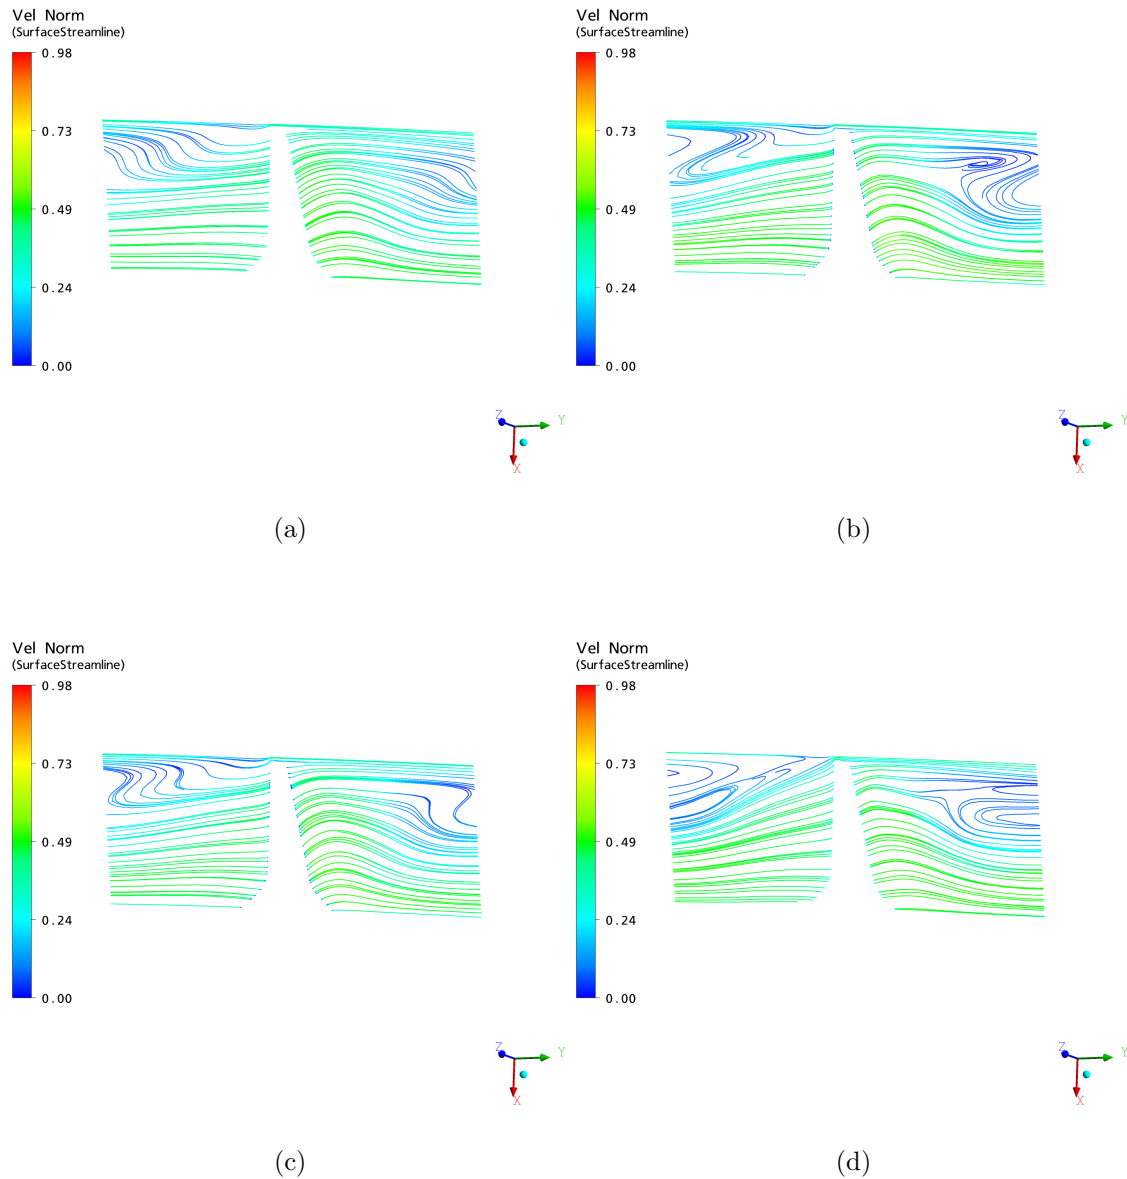 Vel Norm
(SurfaceStreamline)
0.98
0.73
0.49
0.24
0.00
Z Y
X
(a)
Vel Norm
(SurfaceStreamline)
0.98
0.73
0.49
0.24
0.00
Z Y
X
(b)
Vel Norm
(SurfaceStreamline)
0.98
0.73
0.49
0.24
0.00
Z Y
X
(c)
Vel Norm
(SurfaceStreamline)
0.98
0.73
0.49
0.24
0.00
Z Y
X
(d)